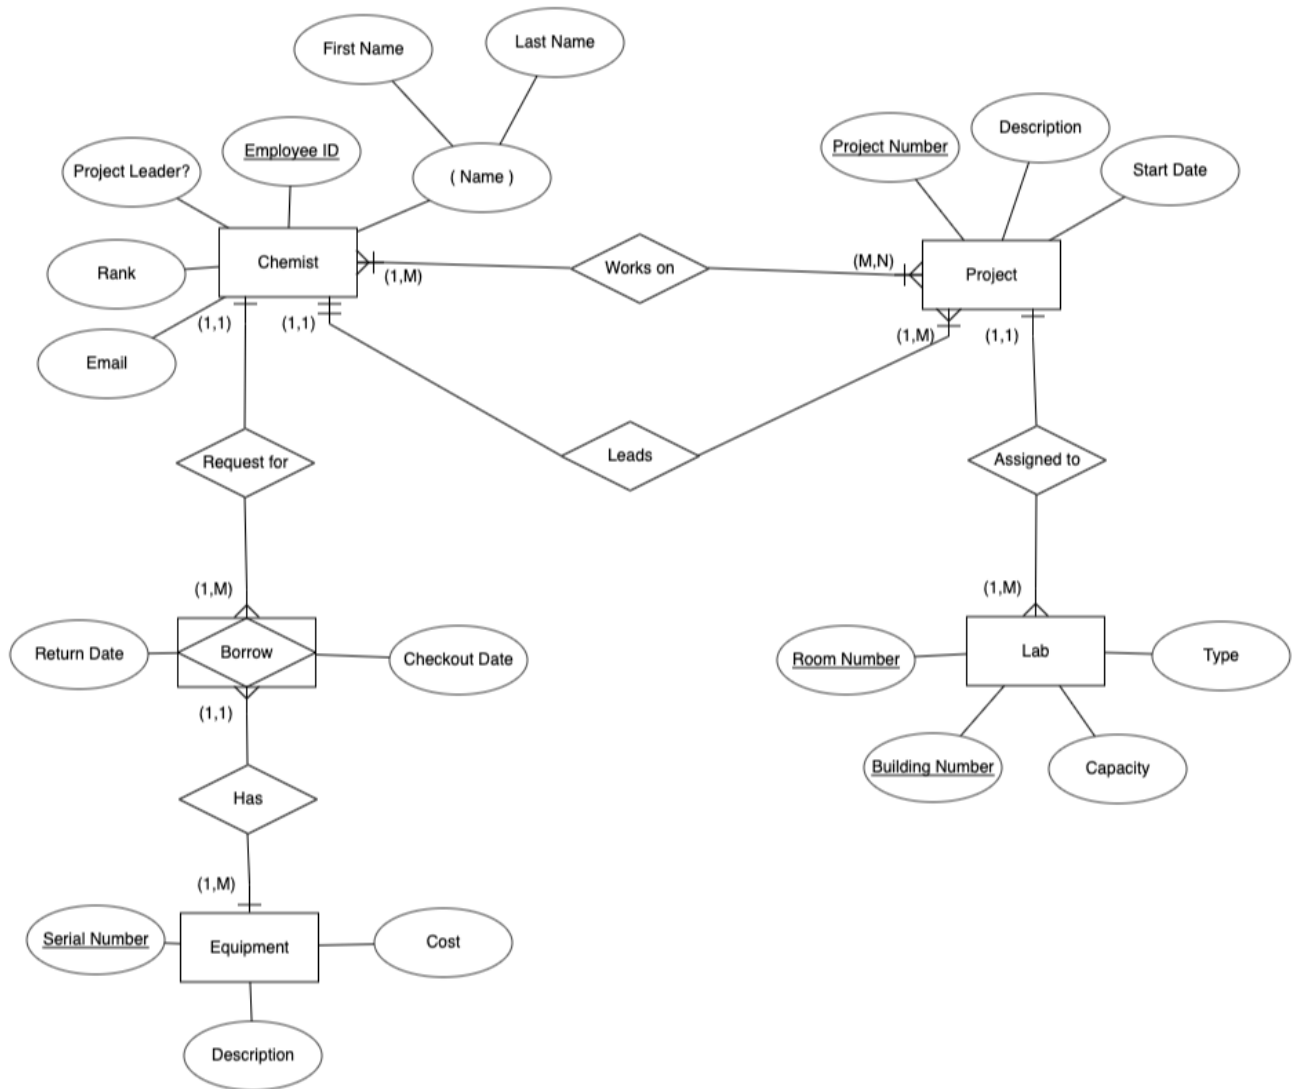 First Name
Last Name
Employee ID
Project Leader?
( Name )
Rank
Chemist
Email
(1,M)
(1,1)
(1,1)
Works on
Project Number
Description
Start Date
(M,N)
Project
(1,M)
(1,1)
Request for
Leads
Assigned to
(1,M)
(1,M)
Return Date
Borrow
Checkout Date
Room Number
Lab
Type
(1,1)
Building Number
Capacity
Has
(1,M)
Serial Number
Equipment
Cost
Description